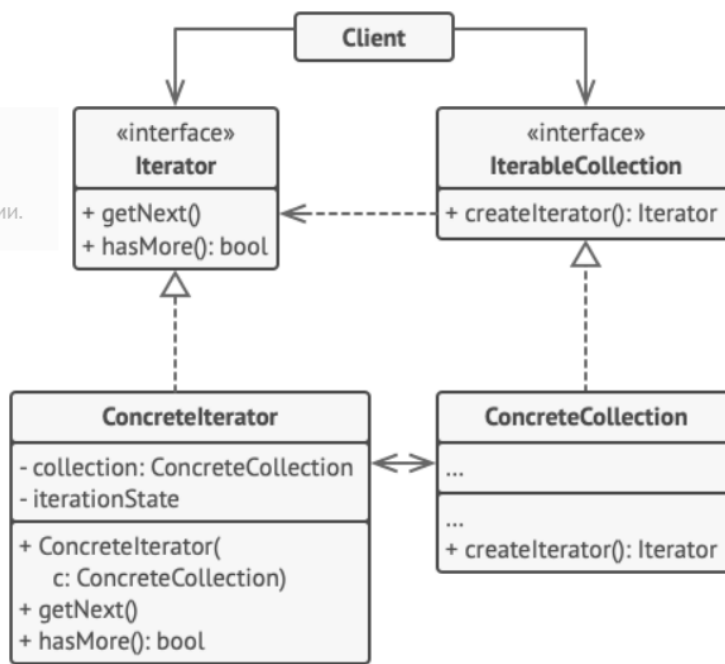 Client
«interface»
Iterator
+ getNext()
+ hasMore(): bool
«interface»
IterableCollection
+ createIterator(): Iterator
ии.
ConcreteIterator
- collection: ConcreteCollection
- iterationState
+ ConcreteIterator(
c: ConcreteCollection)
+ getNext()
+ hasMore(): bool
ConcreteCollection
...
...
+ createIterator(): Iterator